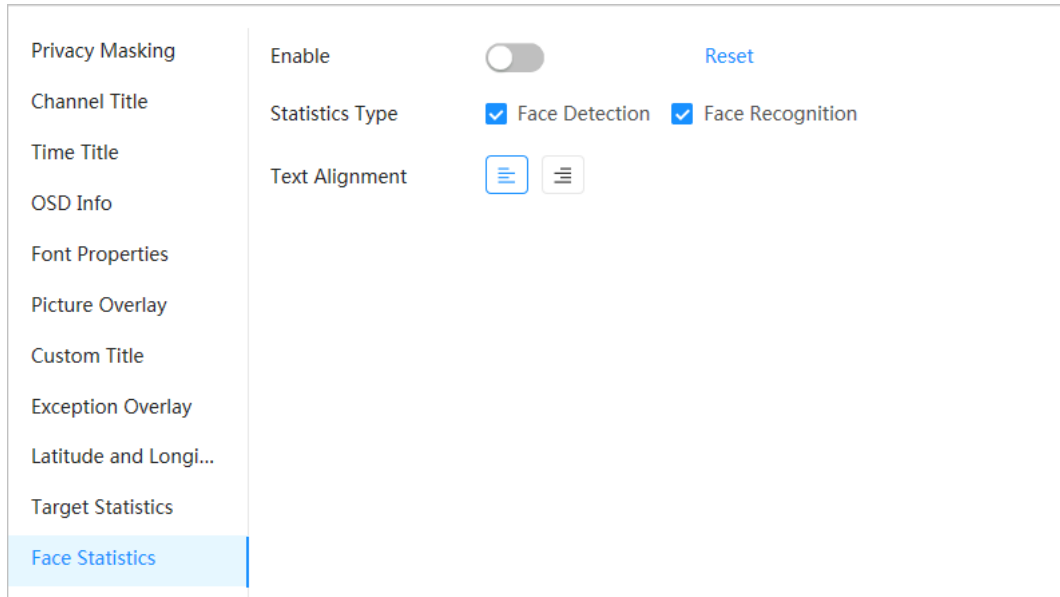 Privacy Masking
Channel Title
Time Title
OSD Info
Font Properties
Picture Overlay
Custom Title
Exception Overlay
Latitude and Longi...
Target Statistics
Face Statistics
Enable Reset
Statistics Type Face Detection Face Recognition
Text Alignment